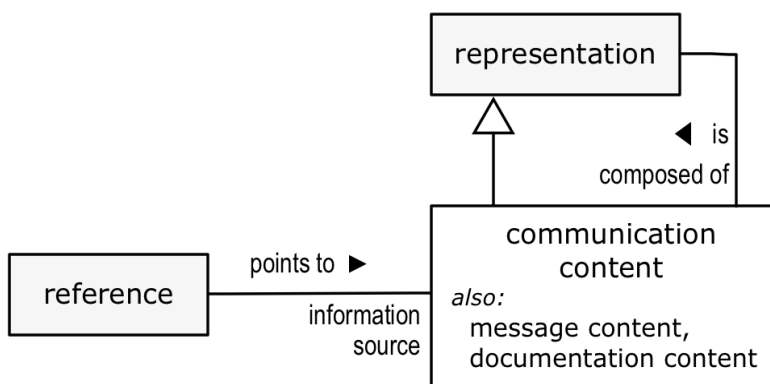 representation
◀ is
composed of
communication
content
also:
message content,
documentation content
reference
points to ▶
information
source